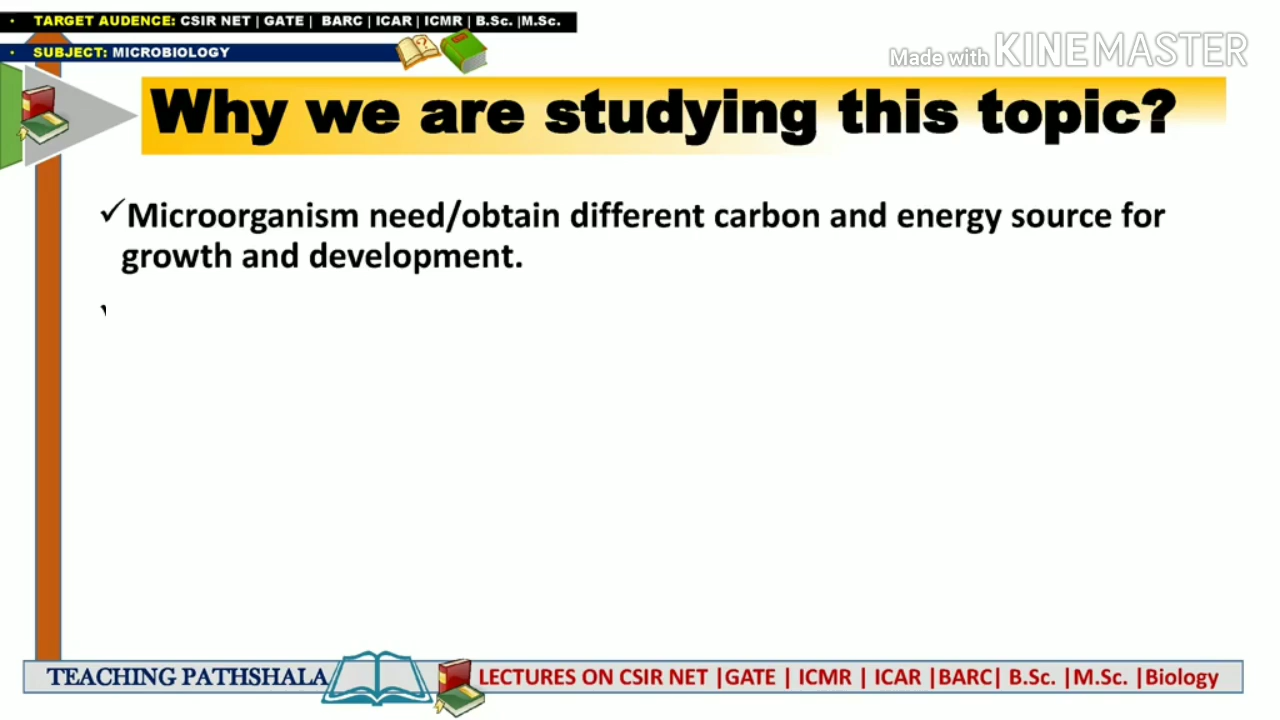 • TARGET AUDENCE: CSIR NET | GATE | BARC | ICAR | ICMR | B.Sc. |M.Sc.
• SUBJECT: MICROBIOLOGY
Made with KINEMASTER
Why we are studying this topic?
✓Microorganism need/obtain different carbon and energy source for
growth and development.
TEACHING PATHSHALA LECTURES ON CSIR NET |GATE | ICMR | ICAR |BARC| B.Sc. |M.Sc. |Biology